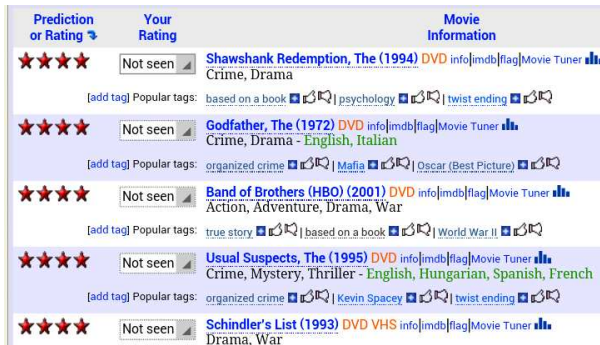 Prediction or Rating Your Rating Movie Information
Shawshank Redemption, The (1994) DVD info|imdb|flag|Movie Tuner
Not seen
Crime, Drama
[add tag] Popular tags: based on a book | psychology | twist ending
Godfather, The (1972) DVD info|imdb|flag|Movie Tuner
Not seen
Crime, Drama - English, Italian
[add tag] Popular tags: organized crime | Mafia | Oscar (Best Picture)
Band of Brothers (HBO) (2001) DVD info|imdb|flag|Movie Tuner
Not seen
Action, Adventure, Drama, War
[add tag] Popular tags: true story | based on a book | World War II
Usual Suspects, The (1995) DVD info|imdb|flag|Movie Tuner
Not seen
Crime, Mystery, Thriller - English, Hungarian, Spanish, French
[add tag] Popular tags: organized crime | Kevin Spacey | twist ending
Schindler's List (1993) DVD VHS info|imdb|flag|Movie Tuner
Not seen
Drama, War